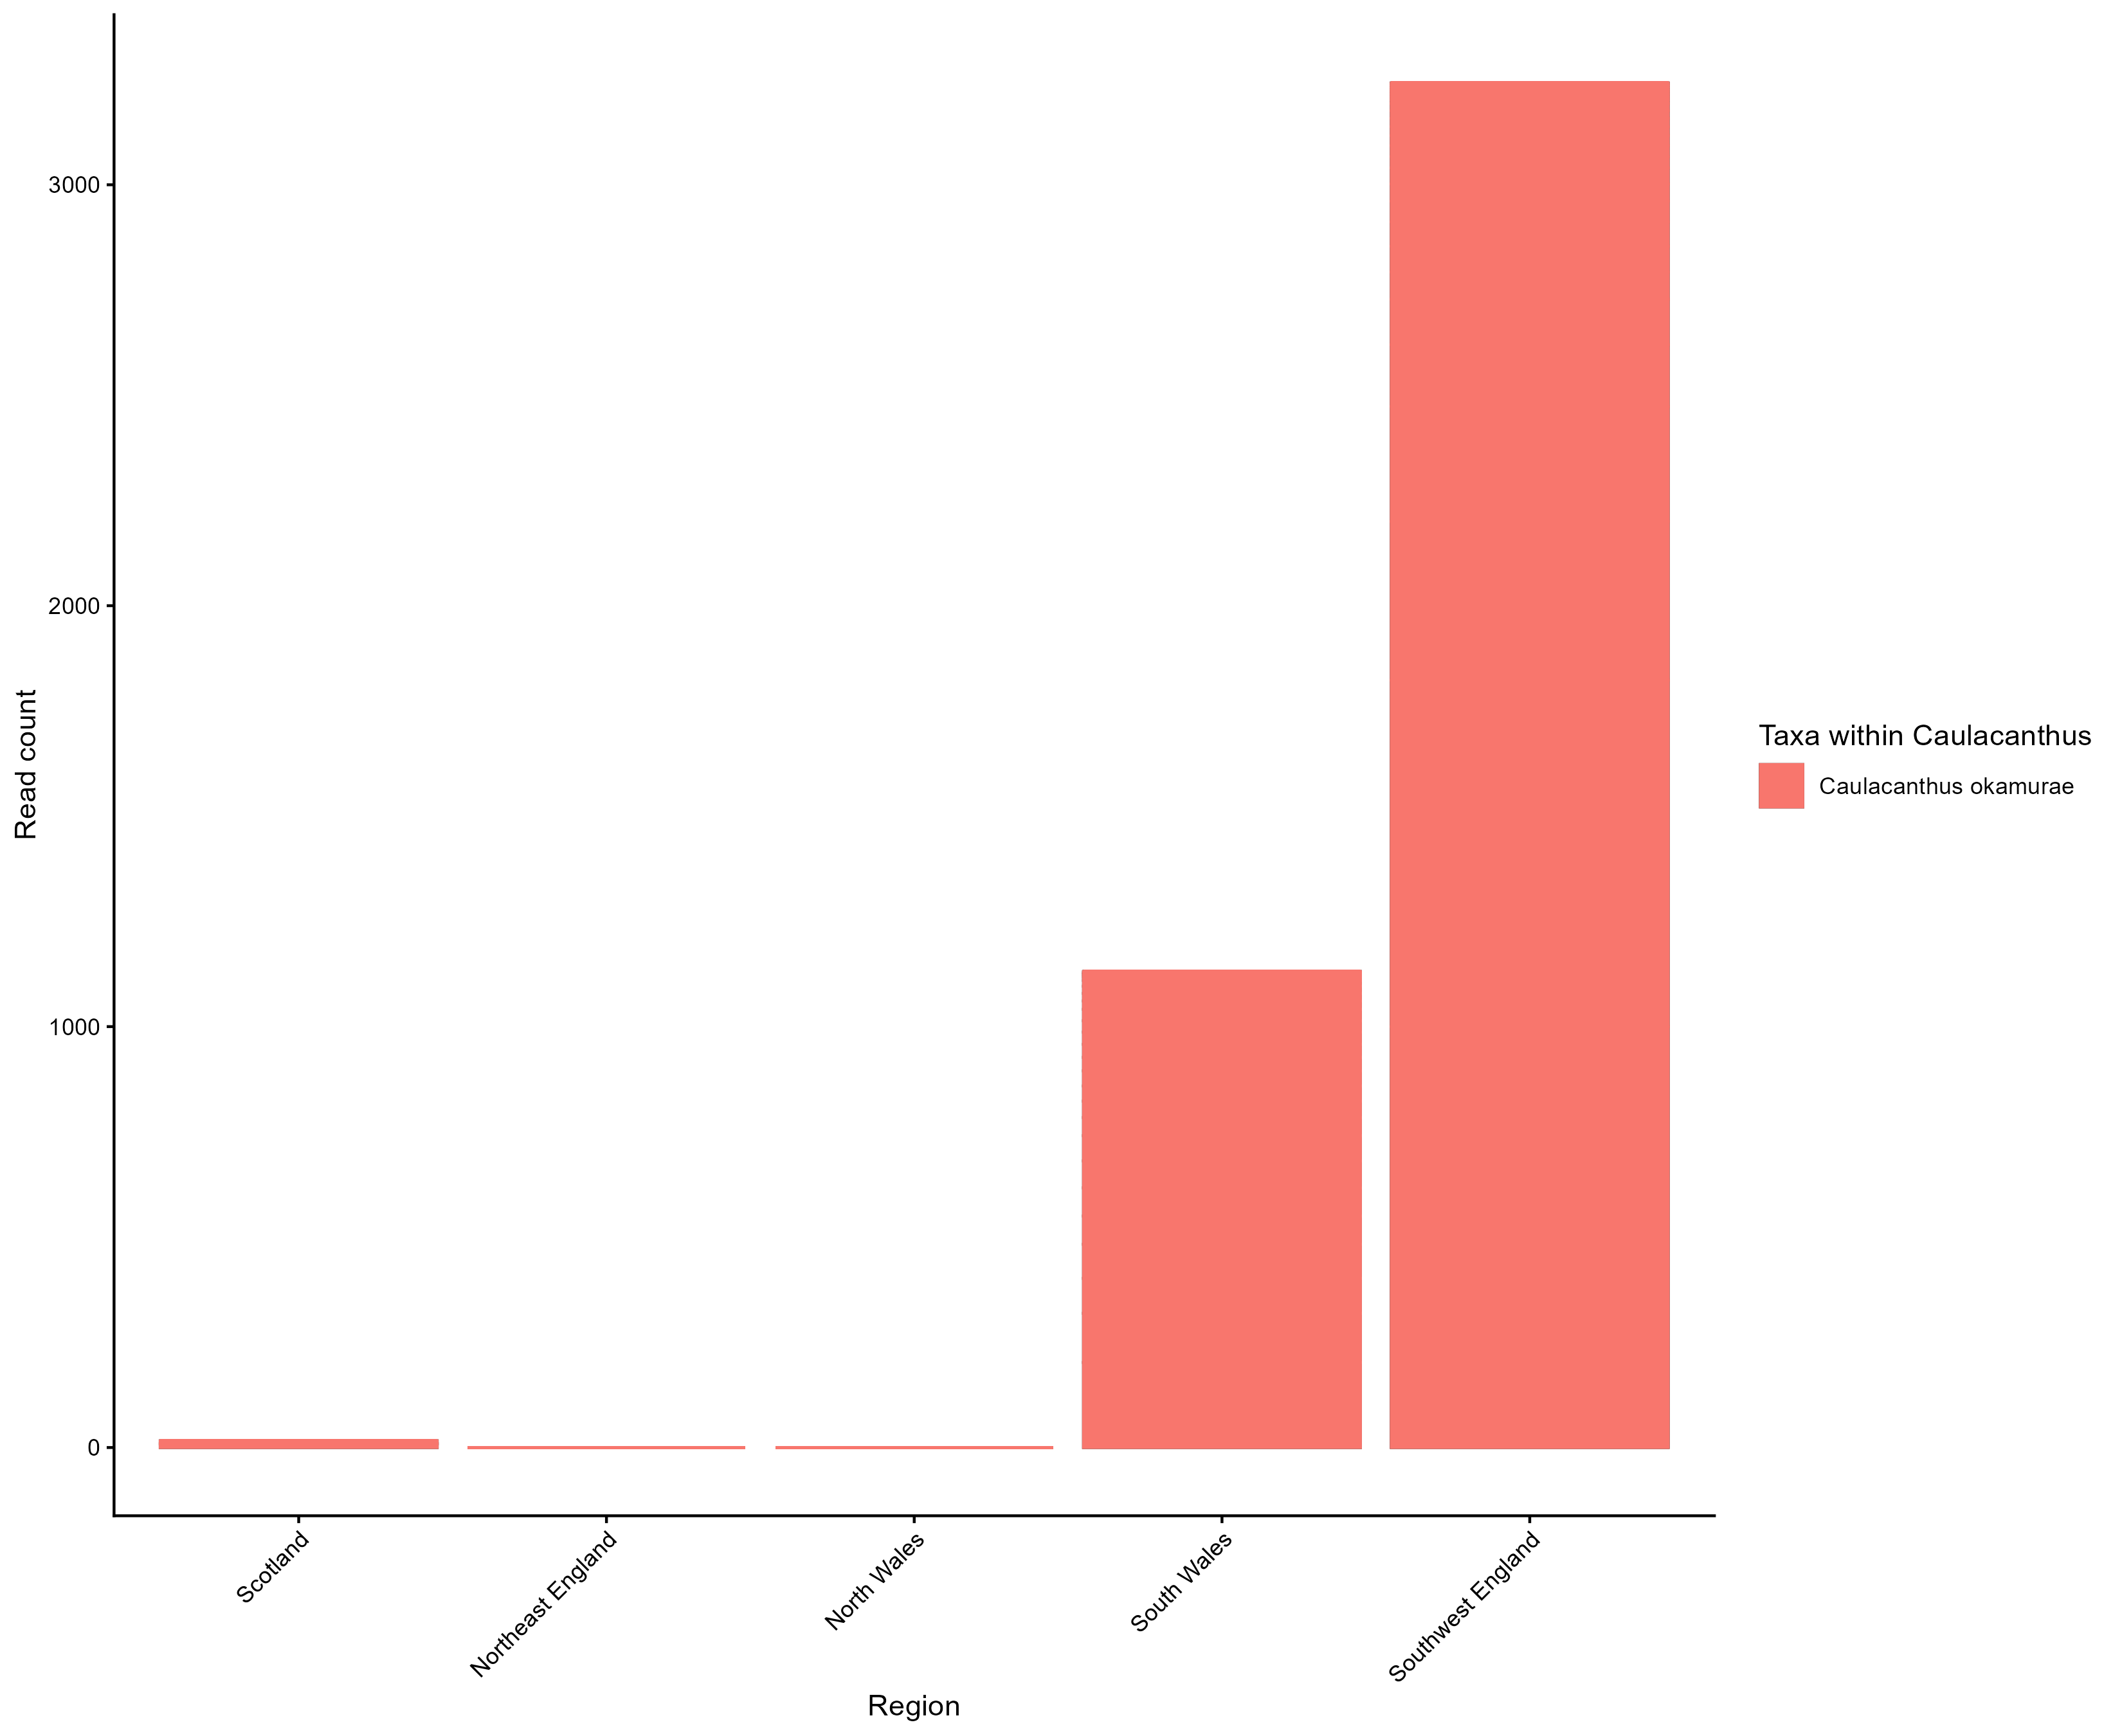 3000
2000
1000
0
Read count
Scotland
Northeast England
North Wales
South Wales
Southwest England
Region
Taxa within Caulacanthus
Caulacanthus okamurae